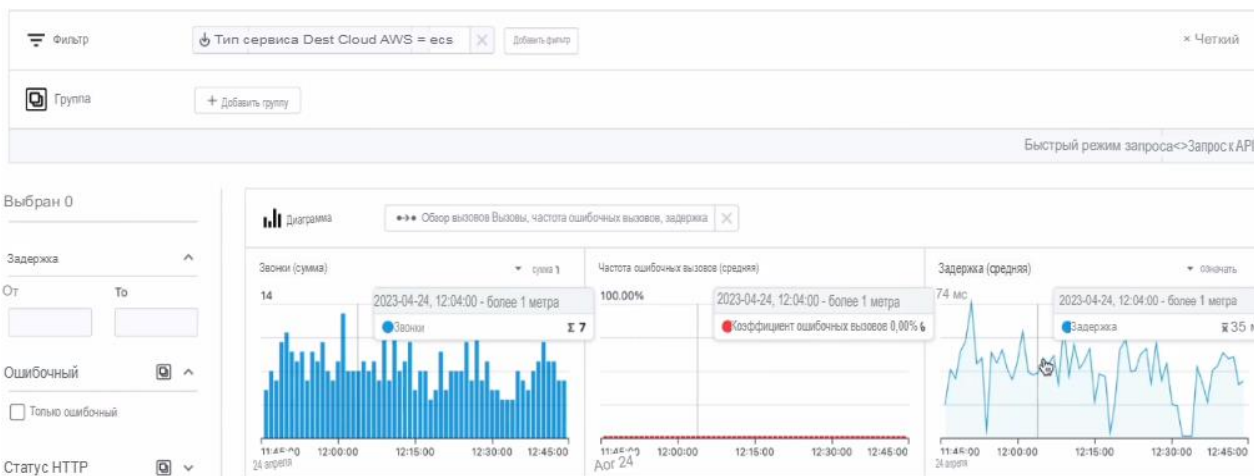 Фильтр
Тип сервиса Dest Cloud AWS = ecs
Добавить фильтр
× Четкий
Группа
+ Добавить группу
Быстрый режим запроса<>Запрос к API
Выбран 0
Диаграмма
Обзор вызовов Вызовы, частота ошибочных вызовов, задержка
Задержка
От
To
Ошибочный
Только ошибочный
Статус HTTP
Звонки (сумма)
сумма 1
14
2023-04-24, 12:04:00 - более 1 метра
Звонки
Σ 7
11:45:00 12:00:00 12:15:00 12:30:00 12:45:00
24 апреля
Частота ошибочных вызовов (средняя)
100.00%
2023-04-24, 12:04:00 - более 1 метра
Коэффициент ошибочных вызовов 0,00% 6
11:45:00 12:00:00 12:15:00 12:30:00 12:45:00
Aor 24
Задержка (средняя)
означать
74 мс
2023-04-24, 12:04:00 - более 1 метра
Задержка
35 м
11:45:00 12:00:00 12:15:00 12:30:00 12:45:00
24 апреля